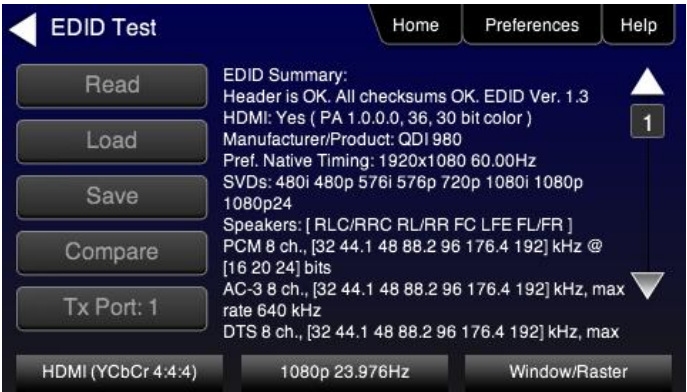 EDID Test
Home
Preferences
Help
Read
Load
Save
Compare
Tx Port: 1
EDID Summary:
Header is OK. All checksums OK. EDID Ver. 1.3
HDMI: Yes ( PA 1.0.0.0, 36, 30 bit color )
Manufacturer/Product: QDI 980
Pref. Native Timing: 1920x1080 60.00Hz
SVDs: 480i 480p 576i 576p 720p 1080i 1080p
1080p24
Speakers: [ RLC/RRC RL/RR FC LFE FL/FR ]
PCM 8 ch., [32 44.1 48 88.2 96 176.4 192] kHz @
[16 20 24] bits
AC-3 8 ch., [32 44.1 48 88.2 96 176.4 192] kHz, max
rate 640 kHz
DTS 8 ch., [32 44.1 48 88.2 96 176.4 192] kHz, max
1
HDMI (YCbCr 4:4:4)
1080p 23.976Hz
Window/Raster